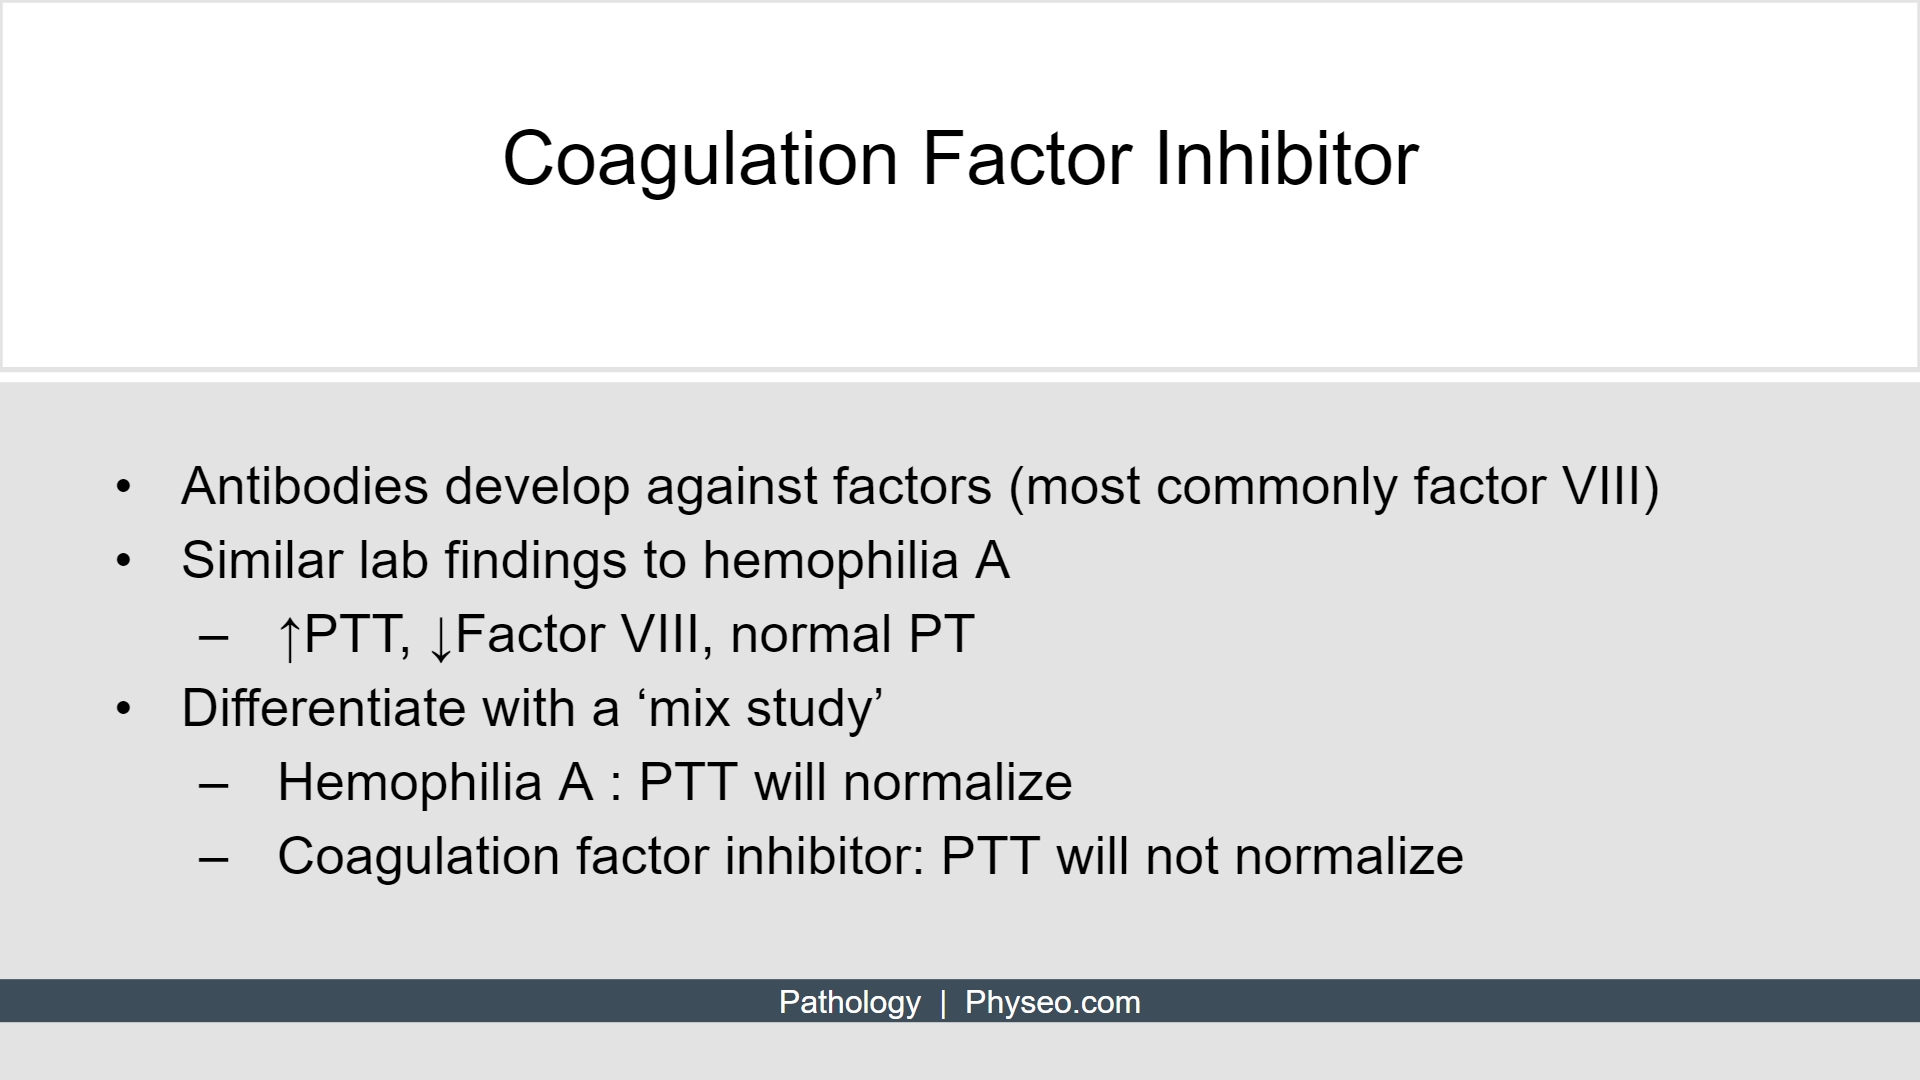 Coagulation Factor Inhibitor
• Antibodies develop against factors (most commonly factor VIII)
• Similar lab findings to hemophilia A
– ↑PTT, ↓Factor VIII, normal PT
• Differentiate with a ‘mix study’
– Hemophilia A : PTT will normalize
– Coagulation factor inhibitor: PTT will not normalize
Pathology | Physeo.com